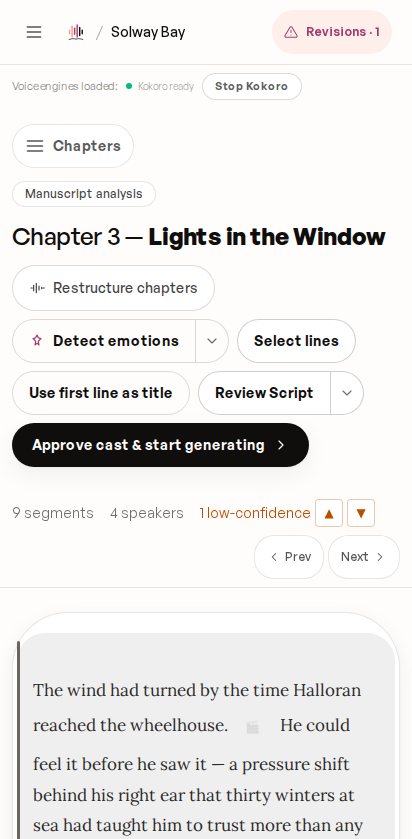 / Solway Bay
Revisions · 1
Voice engines loaded: Kokoro ready Stop Kokoro
Chapters
Manuscript analysis
Chapter 3 — Lights in the Window
Restructure chapters
Detect emotions Select lines
Use first line as title Review Script
Approve cast & start generating
9 segments 4 speakers 1 low-confidence ▲ ▼
Prev Next
The wind had turned by the time Halloran
reached the wheelhouse. He could
feel it before he saw it — a pressure shift
behind his right ear that thirty winters at
sea had taught him to trust more than any